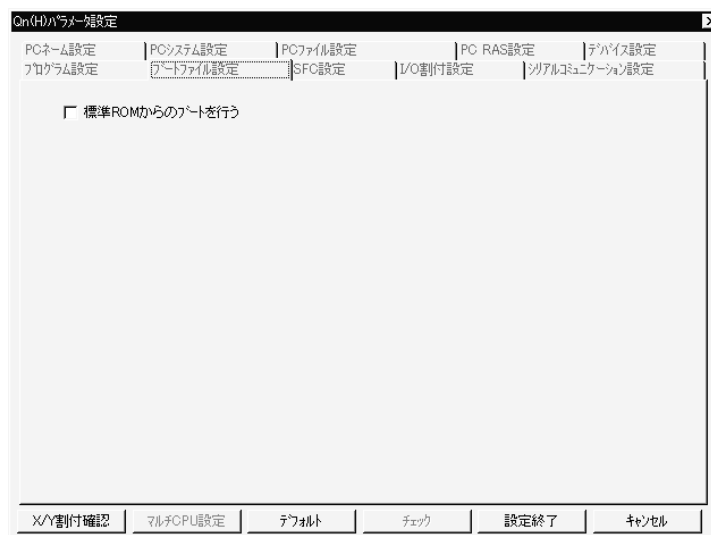 Qn(H)ﾊﾟﾗﾒｰﾀ設定
PCﾈｰﾑ設定 PCｼｽﾃﾑ設定 PCﾌｧｲﾙ設定 PC RAS設定 ﾃﾞﾊﾞｲｽ設定
ﾌﾟﾛｸﾞﾗﾑ設定 ﾌﾞｰﾄﾌｧｲﾙ設定 SFC設定 I/O割付設定 ｼﾘｱﾙｺﾐｭﾆｹｰｼｮﾝ設定
標準ROMからのﾌﾞｰﾄを行う
X/Y割付確認 ﾏﾙﾁCPU設定 ﾃﾞﾌｫﾙﾄ ﾁｪｯｸ 設定終了 ｷｬﾝｾﾙ